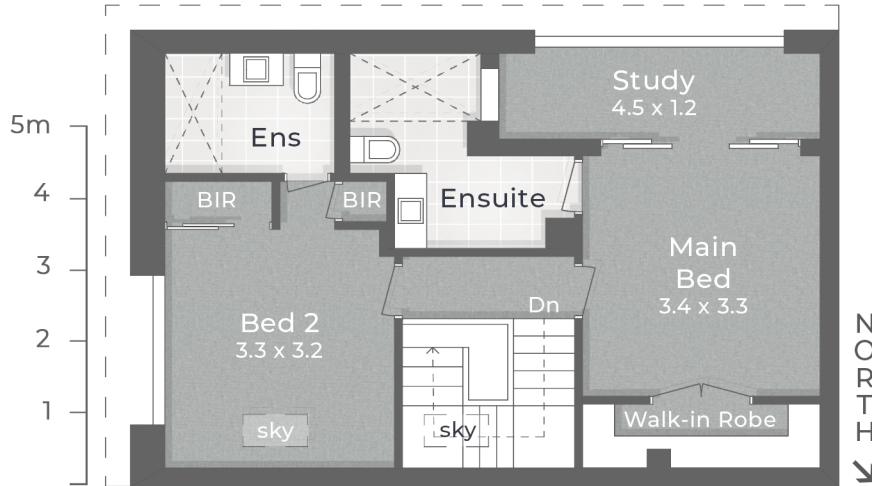 Study
4.5 x 1.2
5m
Ens
4
BIR
BIR
Ensuite
3
Main
Bed
3.4 x 3.3
Dn
Bed 2
3.3 x 3.2
2
1
sky
sky
Walk-in Robe
NORTH